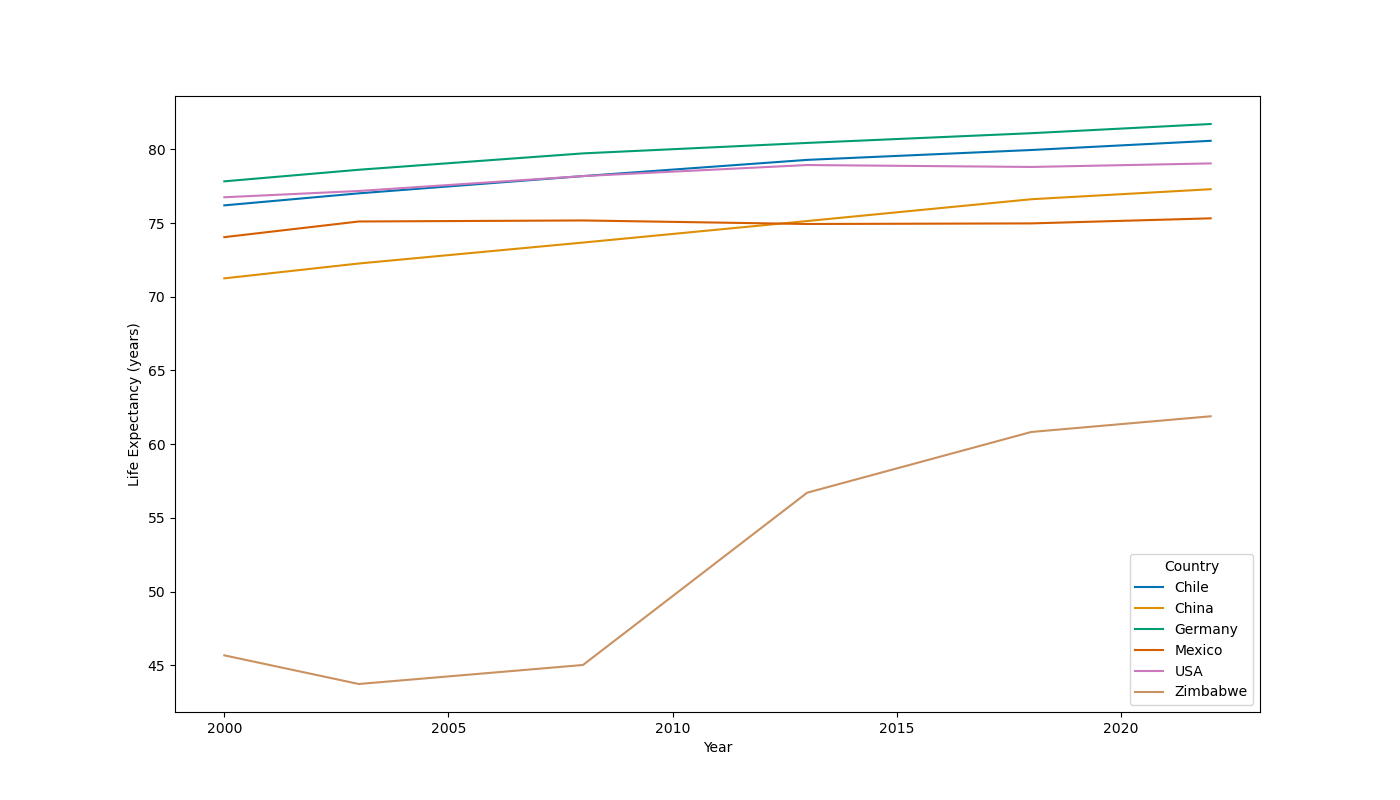 80
75
70
65
60
55
50
45
Life Expectancy (years)
2000 2005 2010 2015 2020
Year
Country
Chile
China
Germany
Mexico
USA
Zimbabwe